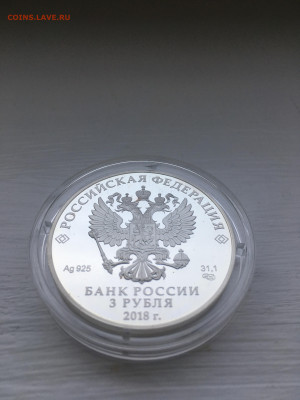 COINS.LAVE.RU
РОССИЙСКАЯ ФЕДЕРАЦИЯ
Ag 925
31,1
БАНК РОССИИ
3 РУБЛЯ
2018 г.